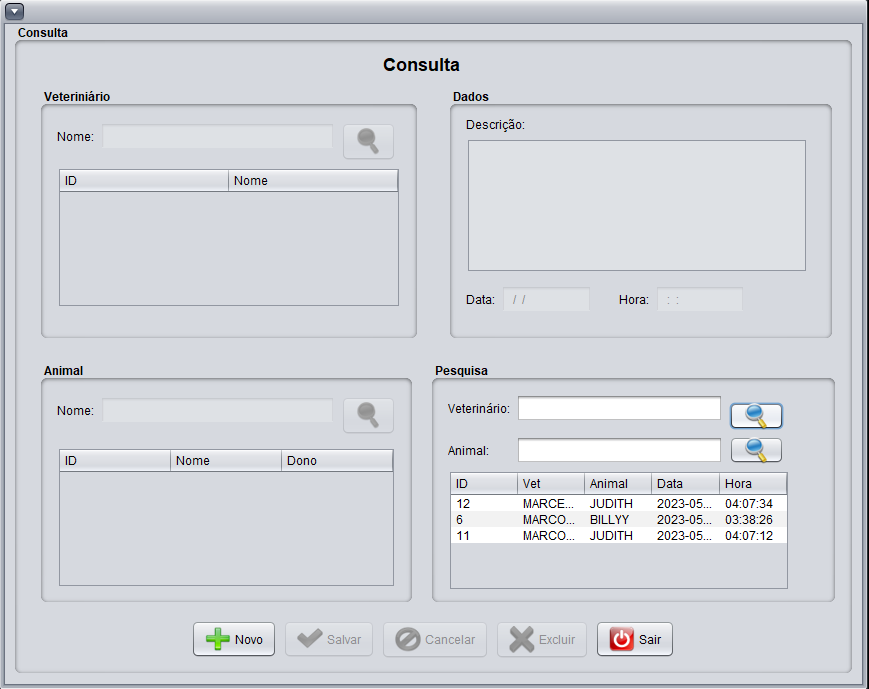 Consulta
Consulta
Veteriniário
Nome:
ID Nome
Dados
Descrição:
Data: / /
Hora: : :
Animal
Nome:
ID Nome Dono
Pesquisa
Veterinário:
Animal:
ID Vet Animal Data Hora
12 MARCE... JUDITH 2023-05... 04:07:34
6 MARCO... BILLYY 2023-05... 03:38:26
11 MARCO... JUDITH 2023-05... 04:07:12
Novo Salvar Cancelar Excluir Sair